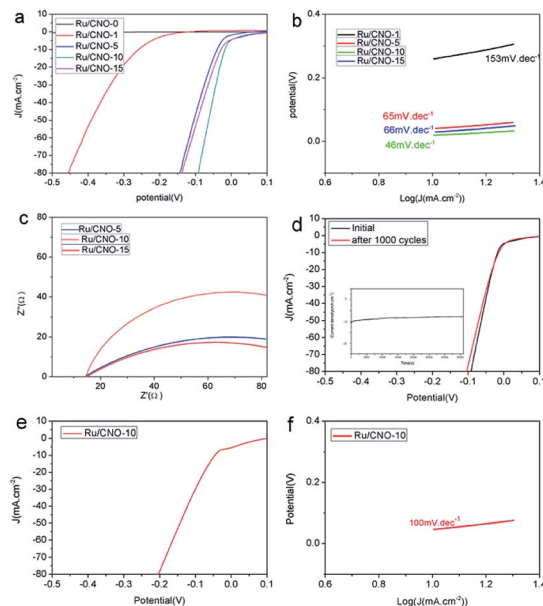 a
Ru/CNO-0
Ru/CNO-1
Ru/CNO-5
Ru/CNO-10
Ru/CNO-15
J(mA.cm⁻²)
10
0
-10
-20
-30
-40
-50
-60
-70
-80
-0.5 -0.4 -0.3 -0.2 -0.1 0.0 0.1
potential(V)
b
Ru/CNO-1
Ru/CNO-5
Ru/CNO-10
Ru/CNO-15
153mV.dec⁻¹
65mV.dec⁻¹
66mV.dec⁻¹
46mV.dec⁻¹
potential(V)
0.4
0.2
0.0
0.6 0.8 1.0 1.2 1.4
Log(J(mA.cm⁻²))
c
Ru/CNO-5
Ru/CNO-10
Ru/CNO-15
Z''(Ω)
80
60
40
20
0
0 20 40 60 80
Z'(Ω)
d
Initial
after 1000 cycles
J(mA.cm⁻²)
10
0
-10
-20
-30
-40
-50
-60
-70
-80
Time(s)
-0.5 -0.4 -0.3 -0.2 -0.1 0.0 0.1
Potential(V)
e
Ru/CNO-10
J(mA.cm⁻²)
10
0
-10
-20
-30
-40
-50
-60
-70
-80
-0.5 -0.4 -0.3 -0.2 -0.1 0.0 0.1
Potential(V)
f
Ru/CNO-10
100mV.dec⁻¹
Potential(V)
0.4
0.2
0.0
0.6 0.8 1.0 1.2 1.4
Log(J(mA.cm⁻²))